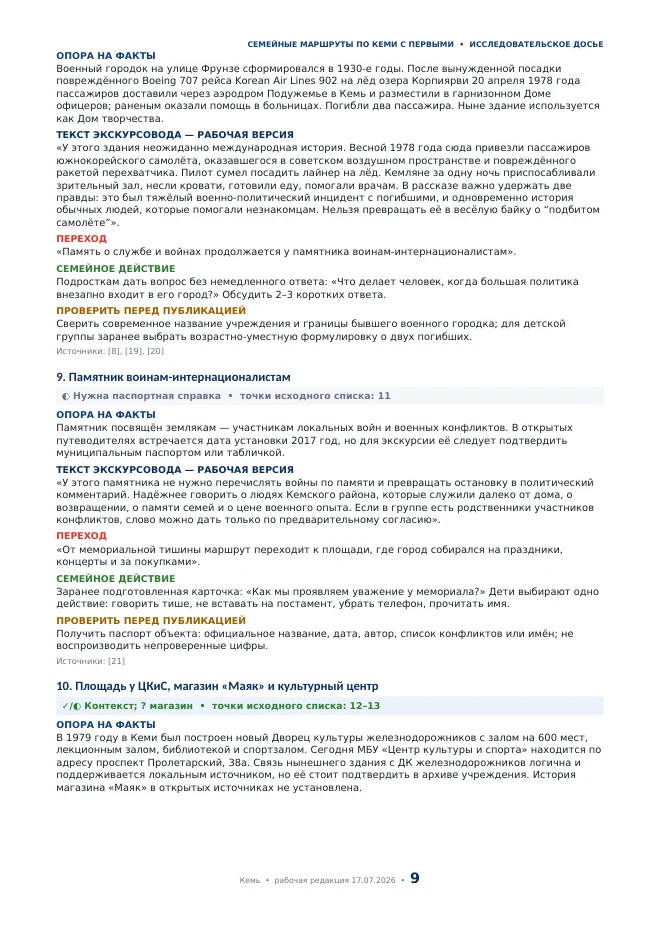 СЕМЕЙНЫЕ МАРШРУТЫ ПО КЕМИ С ПЕРВЫМИ • ИССЛЕДОВАТЕЛЬСКОЕ ДОСЬЕ
ОПОРА НА ФАКТЫ
Военный городок на улице Фрунзе сформировался в 1930-е годы. После вынужденной посадки
повреждённого Boeing 707 рейса Korean Air Lines 902 на лёд озера Корпиярви 20 апреля 1978 года
пассажиров доставили через аэродром Подужемье в Кемь и разместили в гарнизонном Доме
офицеров; раненым оказали помощь в больницах. Погибли два пассажира. Ныне здание используется
как Дом творчества.
ТЕКСТ ЭКСКУРСОВОДА — РАБОЧАЯ ВЕРСИЯ
«У этого здания неожиданно международная история. Весной 1978 года сюда привезли пассажиров
южнокорейского самолёта, оказавшегося в советском воздушном пространстве и повреждённого
ракетой перехватчика. Пилот сумел посадить лайнер на лёд. Кемляне за одну ночь приспосабливали
зрительный зал, несли кровати, готовили еду, помогали врачам. В рассказе важно удержать две
правды: это был тяжёлый военно-политический инцидент с погибшими, и одновременно история
обычных людей, которые помогали незнакомцам. Нельзя превращать её в весёлую байку о “подбитом
самолёте”».
ПЕРЕХОД
«Память о службе и войнах продолжается у памятника воинам-интернационалистам».
СЕМЕЙНОЕ ДЕЙСТВИЕ
Подросткам дать вопрос без немедленного ответа: «Что делает человек, когда большая политика
внезапно входит в его город?» Обсудить 2–3 коротких ответа.
ПРОВЕРИТЬ ПЕРЕД ПУБЛИКАЦИЕЙ
Сверить современное название учреждения и границы бывшего военного городка; для детской
группы заранее выбрать возрастно-уместную формулировку о двух погибших.
Источники: [8], [19], [20]
9. Памятник воинам-интернационалистам
◐ Нужна паспортная справка • точки исходного списка: 11
ОПОРА НА ФАКТЫ
Памятник посвящён землякам — участникам локальных войн и военных конфликтов. В открытых
путеводителях встречается дата установки 2017 год, но для экскурсии её следует подтвердить
муниципальным паспортом или табличкой.
ТЕКСТ ЭКСКУРСОВОДА — РАБОЧАЯ ВЕРСИЯ
«У этого памятника не нужно перечислять войны по памяти и превращать остановку в политический
комментарий. Надёжнее говорить о людях Кемского района, которые служили далеко от дома, о
возвращении, о памяти семей и о цене военного опыта. Если в группе есть родственники участников
конфликтов, слово можно дать только по предварительному согласию».
ПЕРЕХОД
«От мемориальной тишины маршрут переходит к площади, где город собирался на праздники,
концерты и за покупками».
СЕМЕЙНОЕ ДЕЙСТВИЕ
Заранее подготовленная карточка: «Как мы проявляем уважение у мемориала?» Дети выбирают одно
действие: говорить тише, не вставать на постамент, убрать телефон, прочитать имя.
ПРОВЕРИТЬ ПЕРЕД ПУБЛИКАЦИЕЙ
Получить паспорт объекта: официальное название, дата, автор, список конфликтов или имён; не
воспроизводить непроверенные цифры.
Источники: [21]
10. Площадь у ЦКиС, магазин «Маяк» и культурный центр
✓/◐ Контекст; ? магазин • точки исходного списка: 12–13
ОПОРА НА ФАКТЫ
В 1979 году в Кеми был построен новый Дворец культуры железнодорожников с залом на 600 мест,
лекционным залом, библиотекой и спортзалом. Сегодня МБУ «Центр культуры и спорта» находится по
адресу проспект Пролетарский, 38а. Связь нынешнего здания с ДК железнодорожников логична и
поддерживается локальным источником, но её стоит подтвердить в архиве учреждения. История
магазина «Маяк» в открытых источниках не установлена.
Кемь • рабочая редакция 17.07.2026 • 9